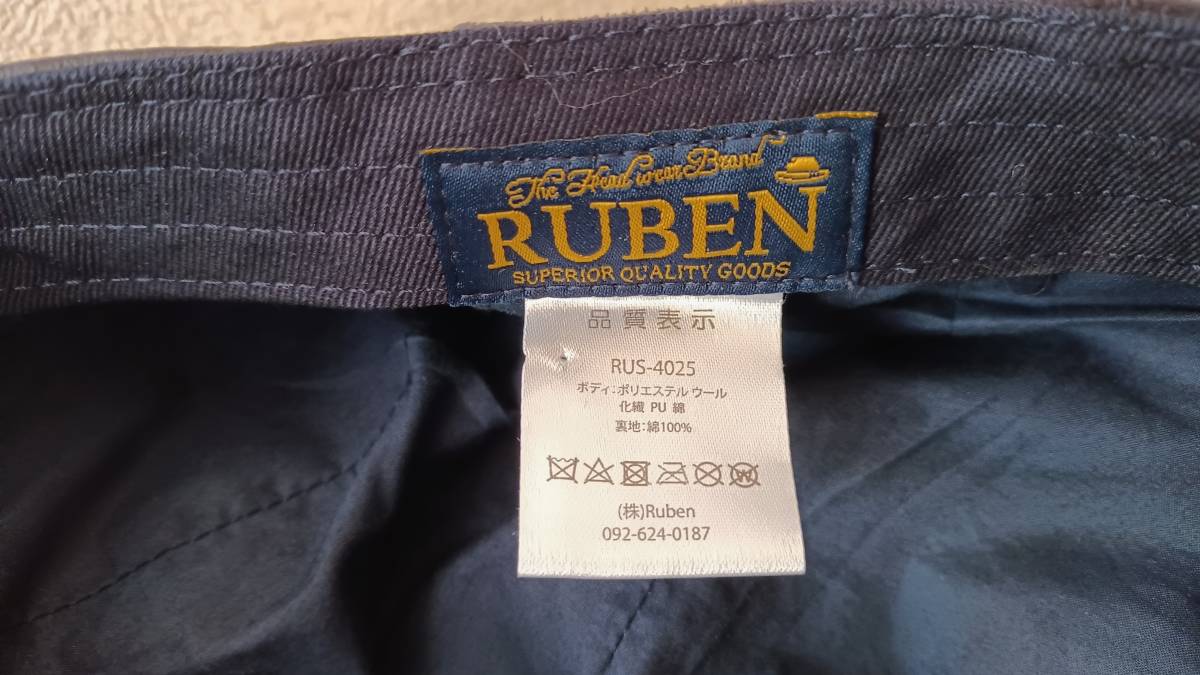 The Head wear Brand
RUBEN
SUPERIOR QUALITY GOODS
品質表示
RUS-4025
ボディ:ポリエステル ウール
化繊 PU 綿
裏地:綿100%
W
(株)Ruben
092-624-0187